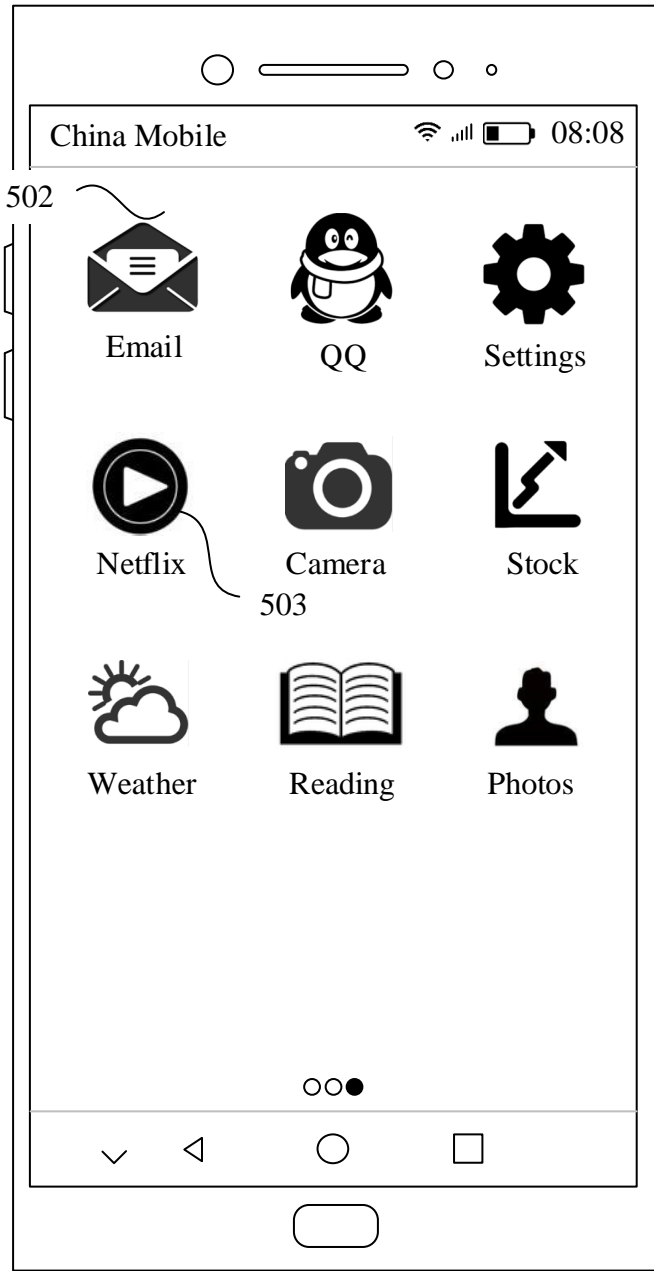 China Mobile 08:08
502
Email QQ Settings
Netflix Camera Stock
503
Weather Reading Photos